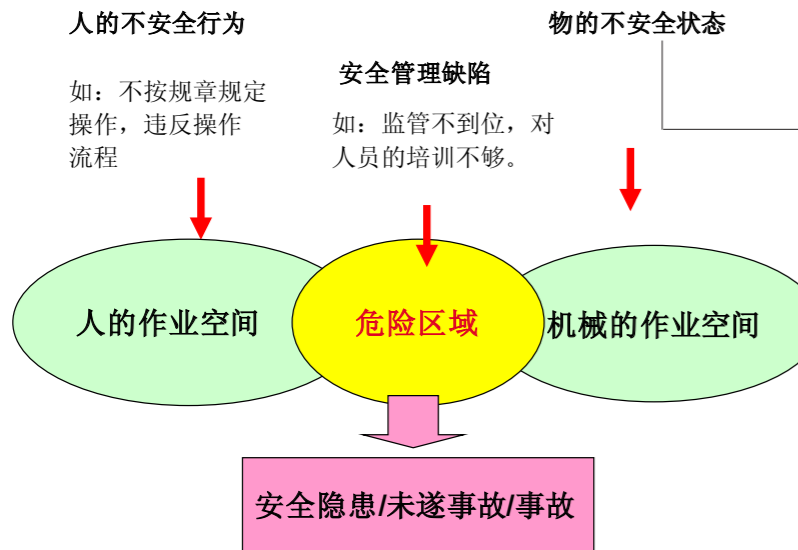 人的不安全行为
如：不按规章规定
操作，违反操作
流程
安全管理缺陷
如：监管不到位，对
人员的培训不够。
物的不安全状态
人的作业空间
危险区域
机械的作业空间
安全隐患/未遂事故/事故